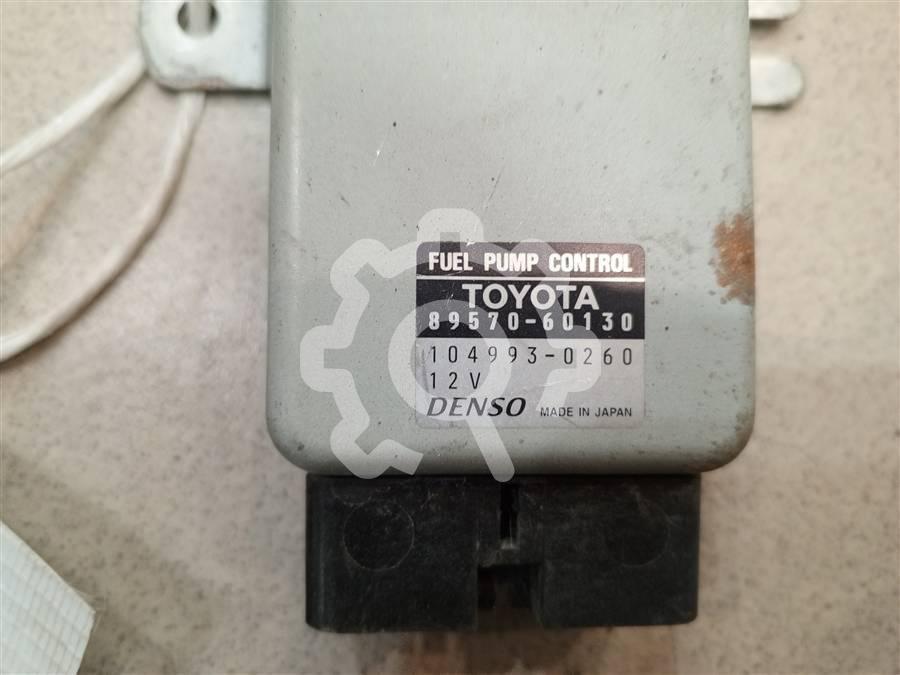 FUEL PUMP CONTROL
TOYOTA
89570-60130
104993-0260
12V
DENSO MADE IN JAPAN